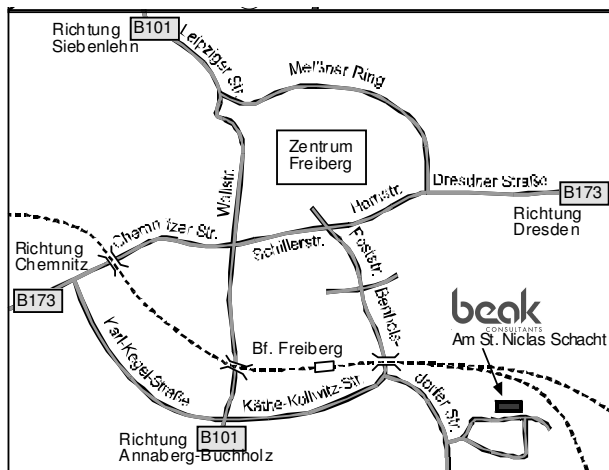 Richtung
Siebenlehn
B101
Leipziger Str.
Meißner Ring
Zentrum
Freiberg
Wallstr.
Hornstr.
Dresdner Straße
B173
Richtung
Dresden
Chemnitzer Str.
Schillerstr.
Poststr.
Richtung
Chemnitz
B173
beak
CONSULTANTS
Am St. Niclas Schacht
Bf. Freiberg
Karl-Kegel-Straße
Käthe-Kollwitz-Str.
dorfer Str.
B101
Richtung
Annaberg-Buchholz